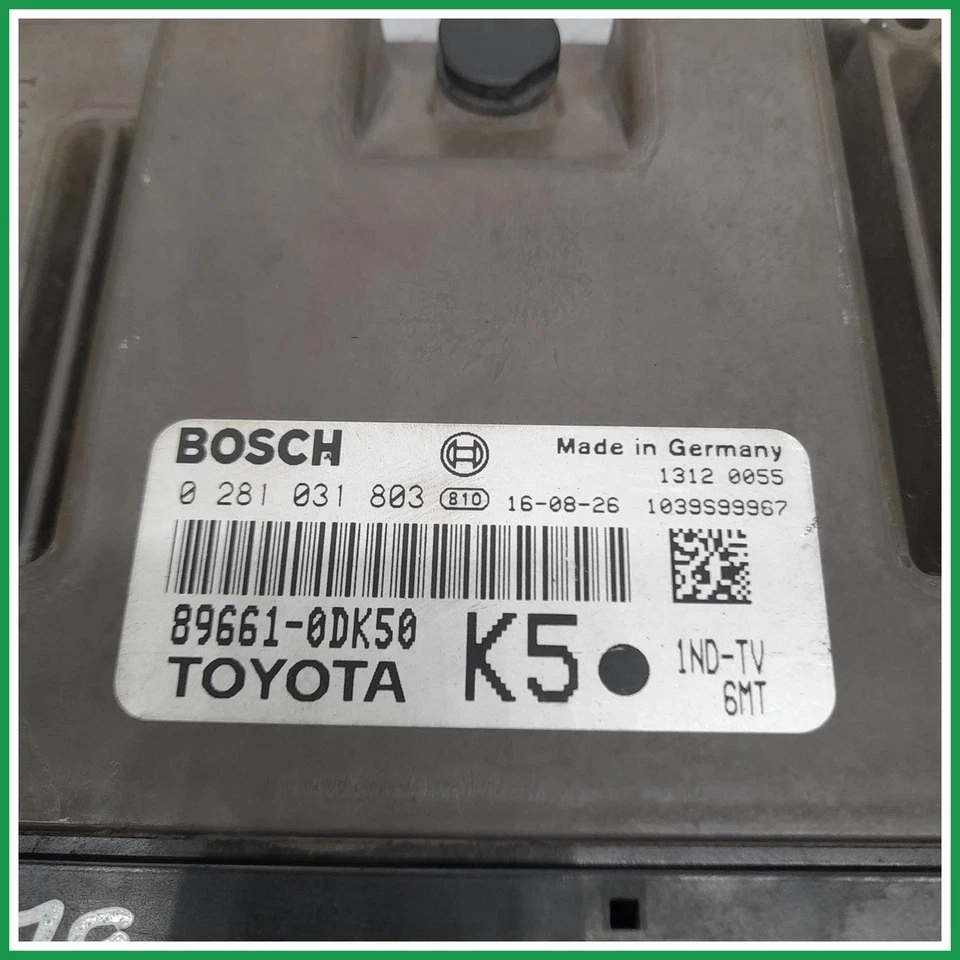 BOSCH
Made in Germany
1312 0055
0 281 031 803 810 16-08-26 1039S99967
89661-0DK50
K5
1ND-TV
TOYOTA
6MT